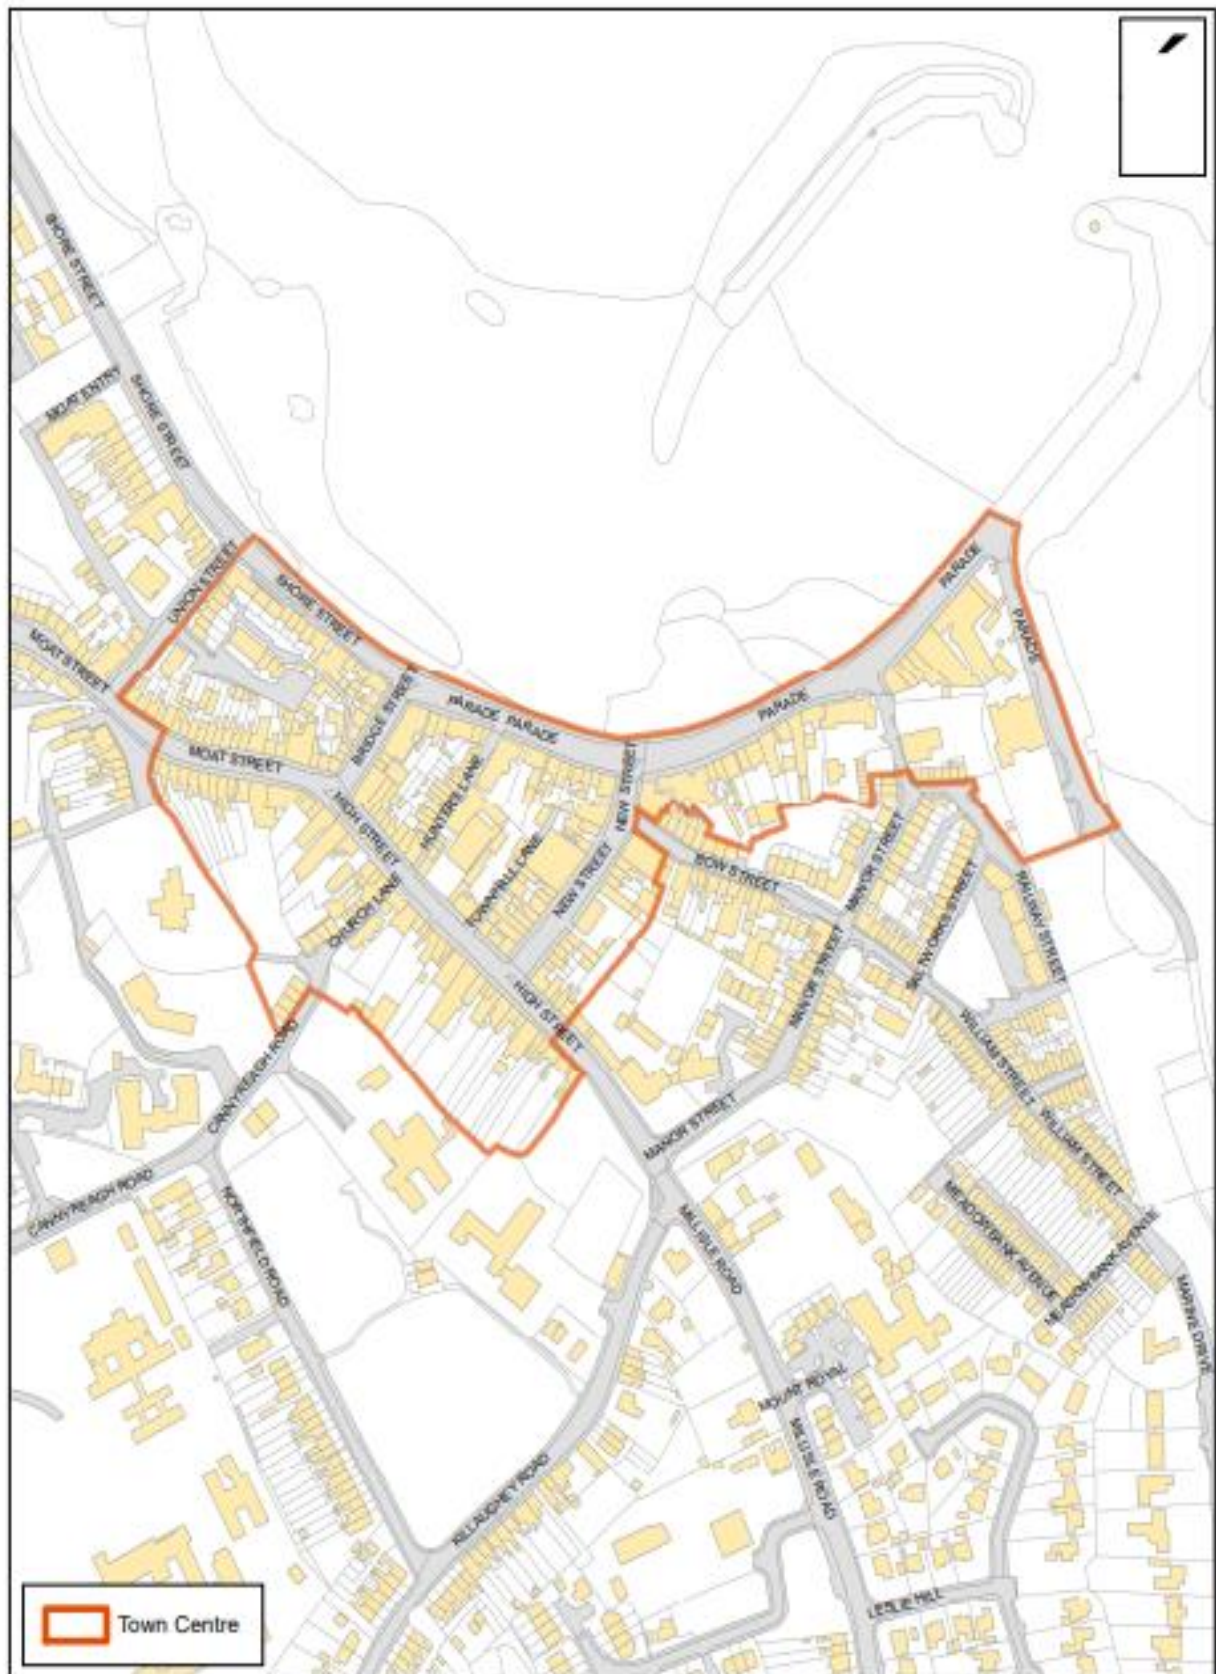 SHORE STREET
MOAT ENTRY
SHORE STREET
UNION STREET
SHORE STREET
MOAT STREET
PARADE
PARADE
BRIDGE STREET
PARADE PARADE
PARADE
MOAT STREET
NEW STREET
HUNTERS LANE
HIGH STREET
TOWNHALL LANE
NEW STREET
BOW STREET
MANOR STREET
RAILWAY STREET
CHURCH LANE
SALTWORKS STREET
MANOR STREET
HIGH STREET
WILLIAM STREET
CANNYREAGH ROAD
MANOR STREET
WILLIAM STREET
CANNYREAGH ROAD
NORTHFIELD ROAD
MEADOWBANK AVENUE
MEADOWBANK AVENUE
MILLISLE ROAD
MARINE DRIVE
MOUNT ROYAL
MILLISLE ROAD
KILLAUGHEY ROAD
LESLIE HILL
Town Centre